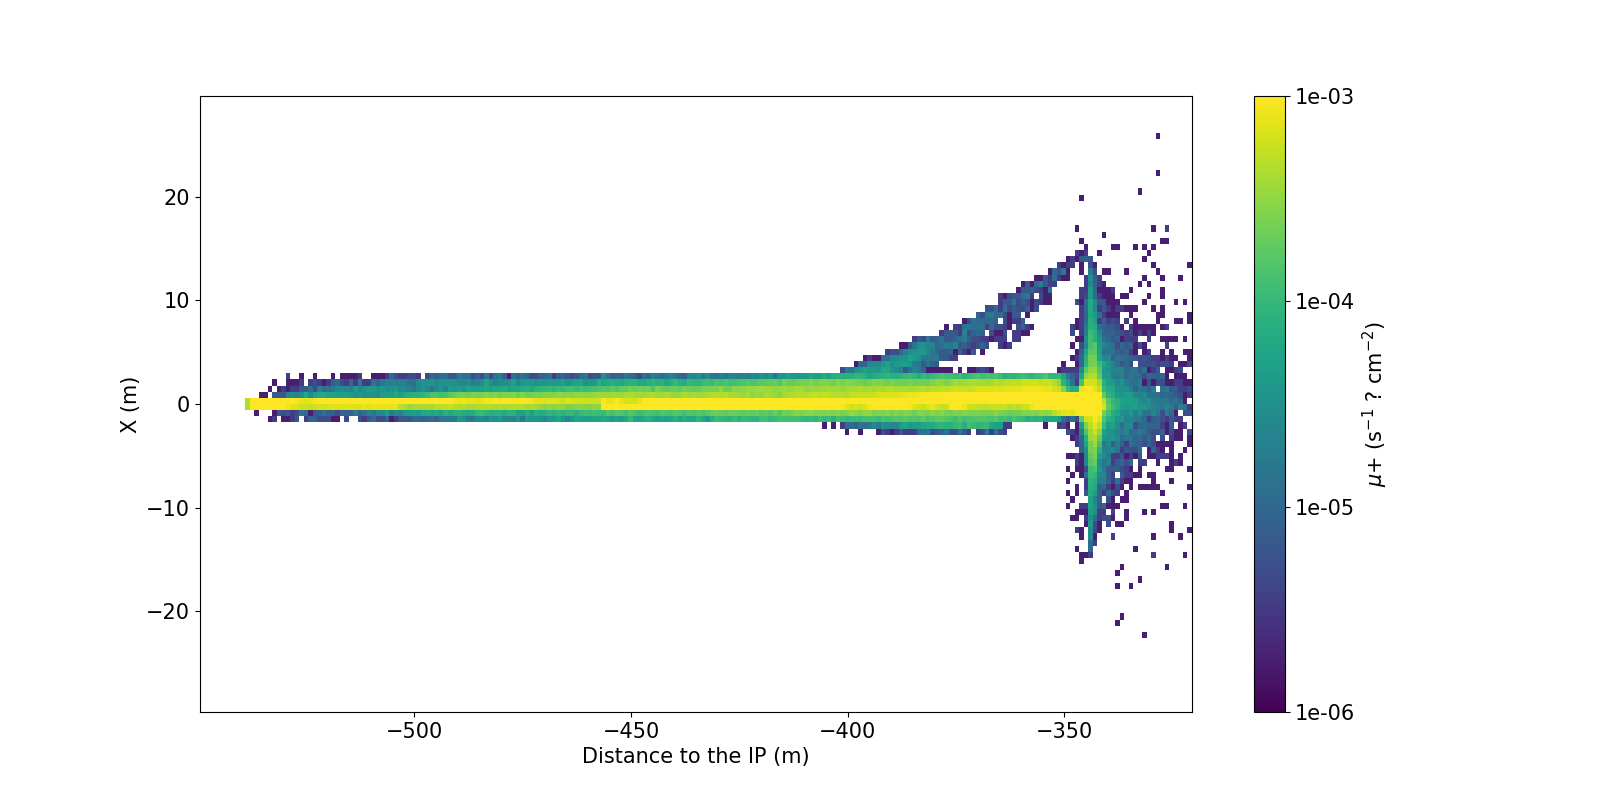 20
10
0
−10
−20
X (m)
−500
−450
−400
−350
Distance to the IP (m)
1e-03
1e-04
1e-05
1e-06
μ+ (s⁻¹ ? cm⁻²)